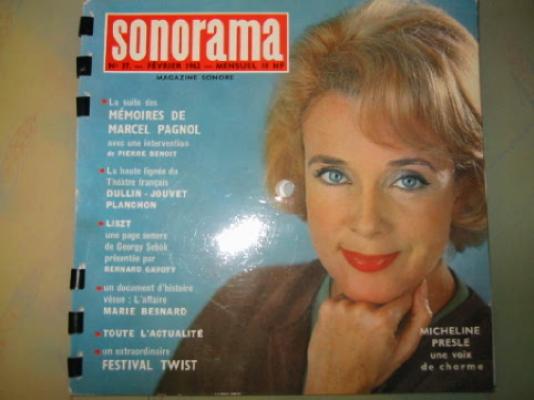 sonorama
N° 37. — FÉVRIER 1962 — MENSUEL 10 NF
MAGAZINE SONORE
La suite des
MÉMOIRES DE
MARCEL PAGNOL
avec une intervention
de PIERRE BENOIT
La haute lignée du
Théâtre français
DULLIN - JOUVET
PLANCHON
LISZT
une page sonore
de Georgy Sebök
présentée par
BERNARD GAVOTY
un document d'histoire
vécue : L'affaire
MARIE BESNARD
TOUTE L'ACTUALITÉ
un extraordinaire
FESTIVAL TWIST
MICHELINE
PRESLE
une voix
de charme